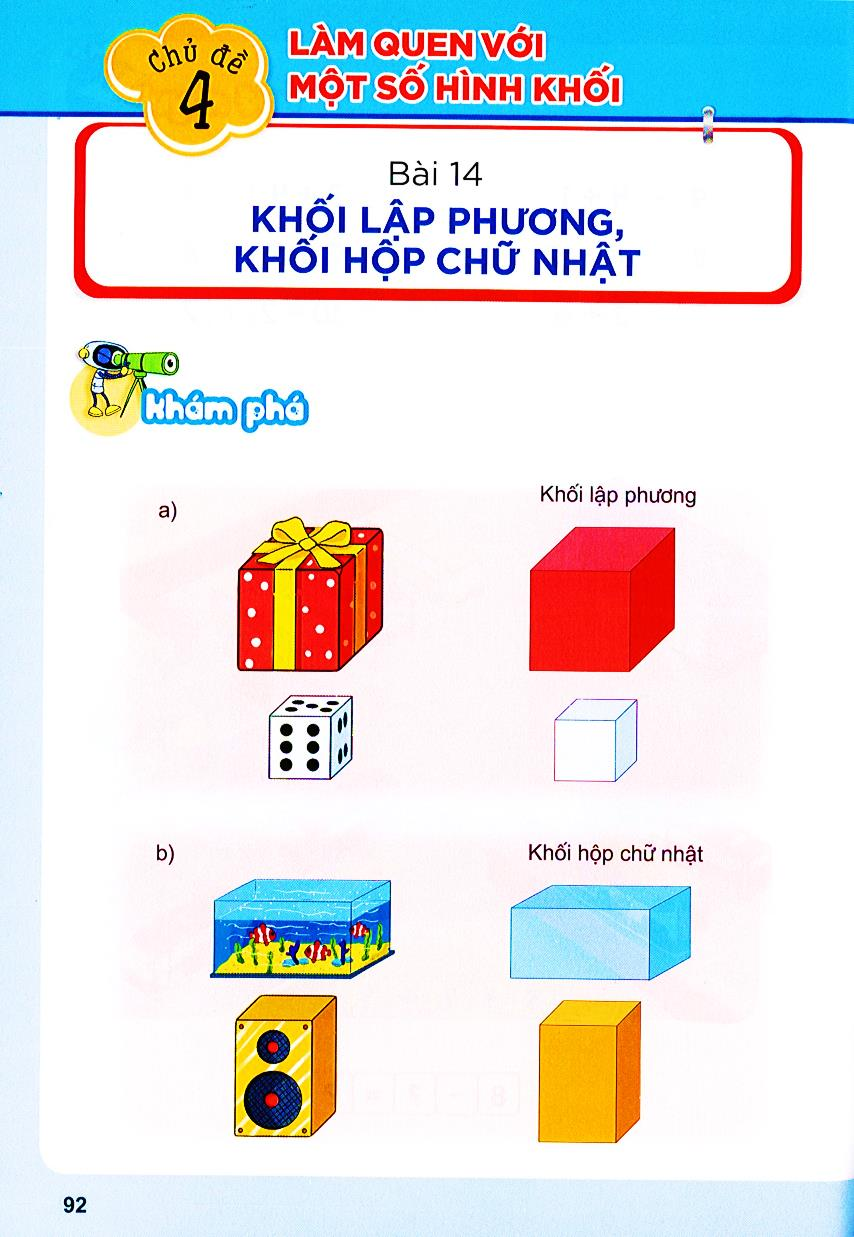 Chủ đề
4
LÀM QUEN VỚI
MỘT SỐ HÌNH KHỐI
Bài 14
KHỐI LẬP PHƯƠNG,
KHỐI HỘP CHỮ NHẬT
khám phá
a)
Khối lập phương
b)
Khối hộp chữ nhật
92